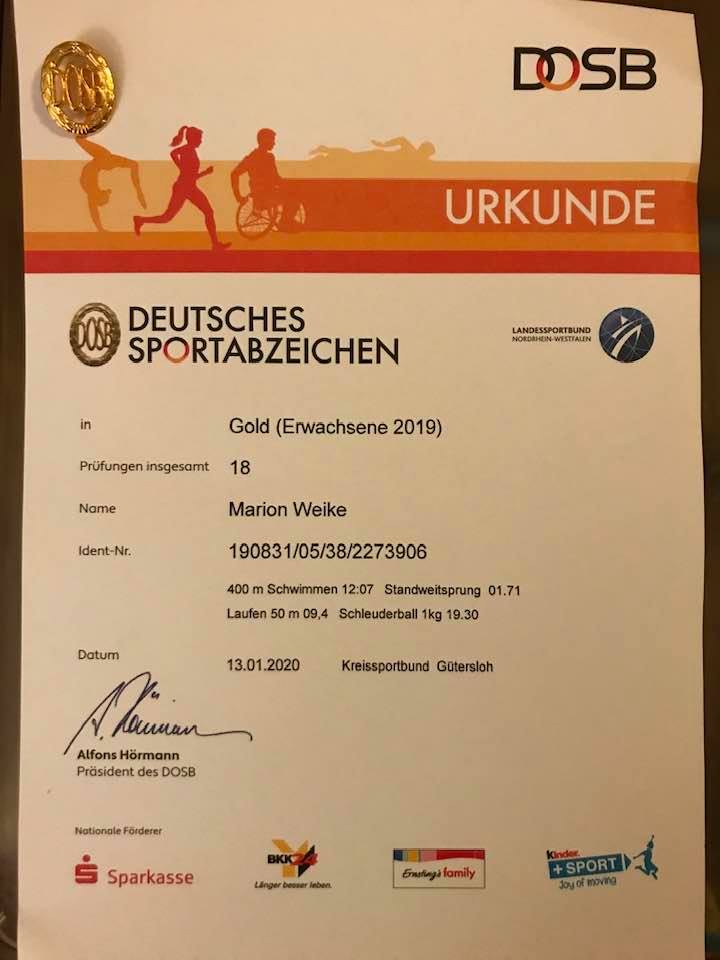 DOSB
DOSB
URKUNDE
DOSB
DEUTSCHES
SPORTABZEICHEN
LANDESSPORTBUND
NORDRHEIN-WESTFALEN
in Gold (Erwachsene 2019)
Prüfungen insgesamt 18
Name Marion Weike
Ident-Nr. 190831/05/38/2273906
400 m Schwimmen 12:07 Standweitsprung 01.71
Laufen 50 m 09,4 Schleuderball 1kg 19.30
Datum 13.01.2020 Kreissportbund Gütersloh
A. Hörmann
Alfons Hörmann
Präsident des DOSB
Nationale Förderer
Sparkasse
BKK24
Länger besser leben.
Ernsting's family
kinder
+SPORT
Joy of moving